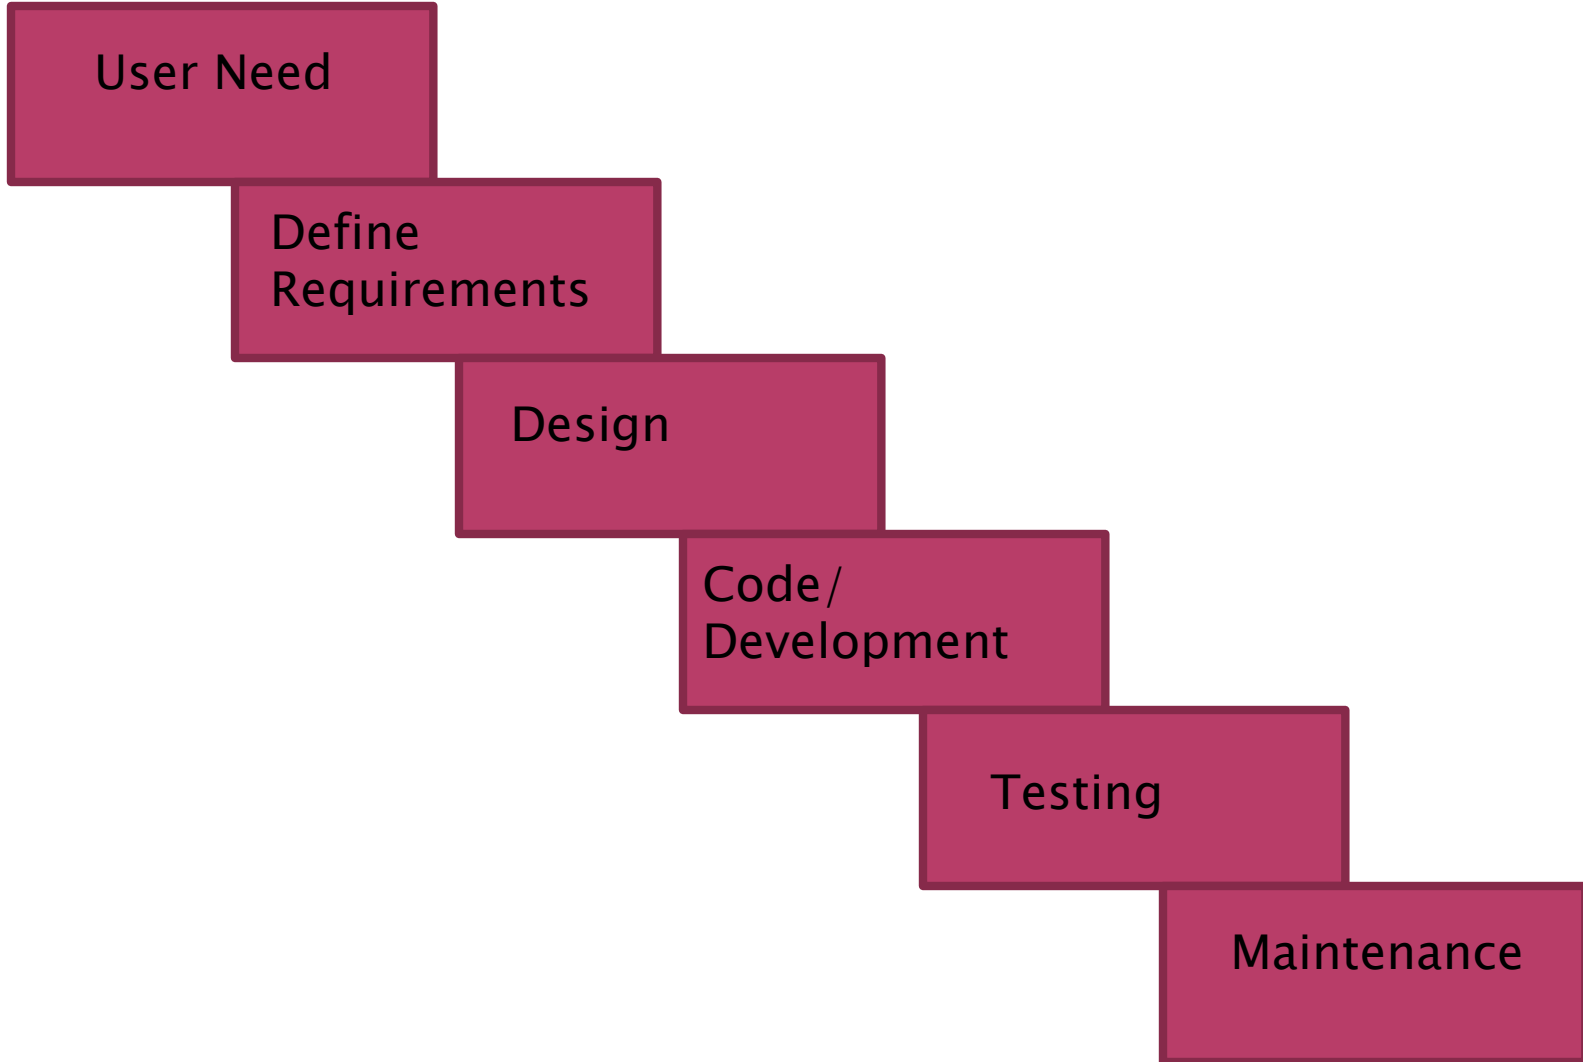 User Need
Define
Requirements
Design
Code/
Development
Testing
Maintenance